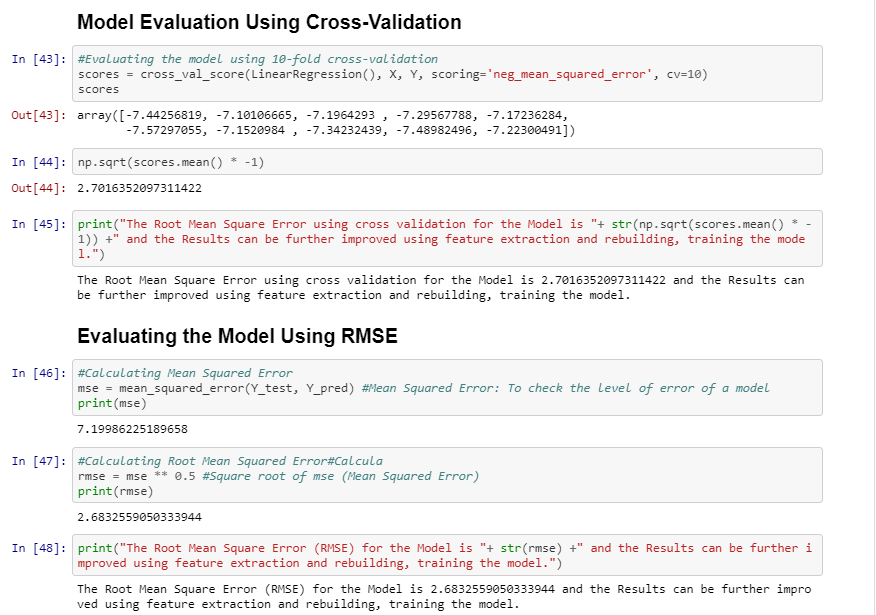 Model Evaluation Using Cross-Validation
In [43]: #Evaluating the model using 10-fold cross-validation
scores = cross_val_score(LinearRegression(), X, Y, scoring='neg_mean_squared_error', cv=10)
scores
Out[43]: array([-7.44256819, -7.10106665, -7.1964293 , -7.29567788, -7.17236284,
-7.57297055, -7.1520984 , -7.34232439, -7.48982496, -7.22300491])
In [44]: np.sqrt(scores.mean() * -1)
Out[44]: 2.7016352097311422
In [45]: print("The Root Mean Square Error using cross validation for the Model is "+ str(np.sqrt(scores.mean() * -
1)) +" and the Results can be further improved using feature extraction and rebuilding, training the mode
l.")
The Root Mean Square Error using cross validation for the Model is 2.7016352097311422 and the Results can
be further improved using feature extraction and rebuilding, training the model.
Evaluating the Model Using RMSE
In [46]: #Calculating Mean Squared Error
mse = mean_squared_error(Y_test, Y_pred) #Mean Squared Error: To check the level of error of a model
print(mse)
7.19986225189658
In [47]: #Calculating Root Mean Squared Error#Calcula
rmse = mse ** 0.5 #Square root of mse (Mean Squared Error)
print(rmse)
2.6832559050333944
In [48]: print("The Root Mean Square Error (RMSE) for the Model is "+ str(rmse) +" and the Results can be further i
mproved using feature extraction and rebuilding, training the model.")
The Root Mean Square Error (RMSE) for the Model is 2.6832559050333944 and the Results can be further impro
ved using feature extraction and rebuilding, training the model.